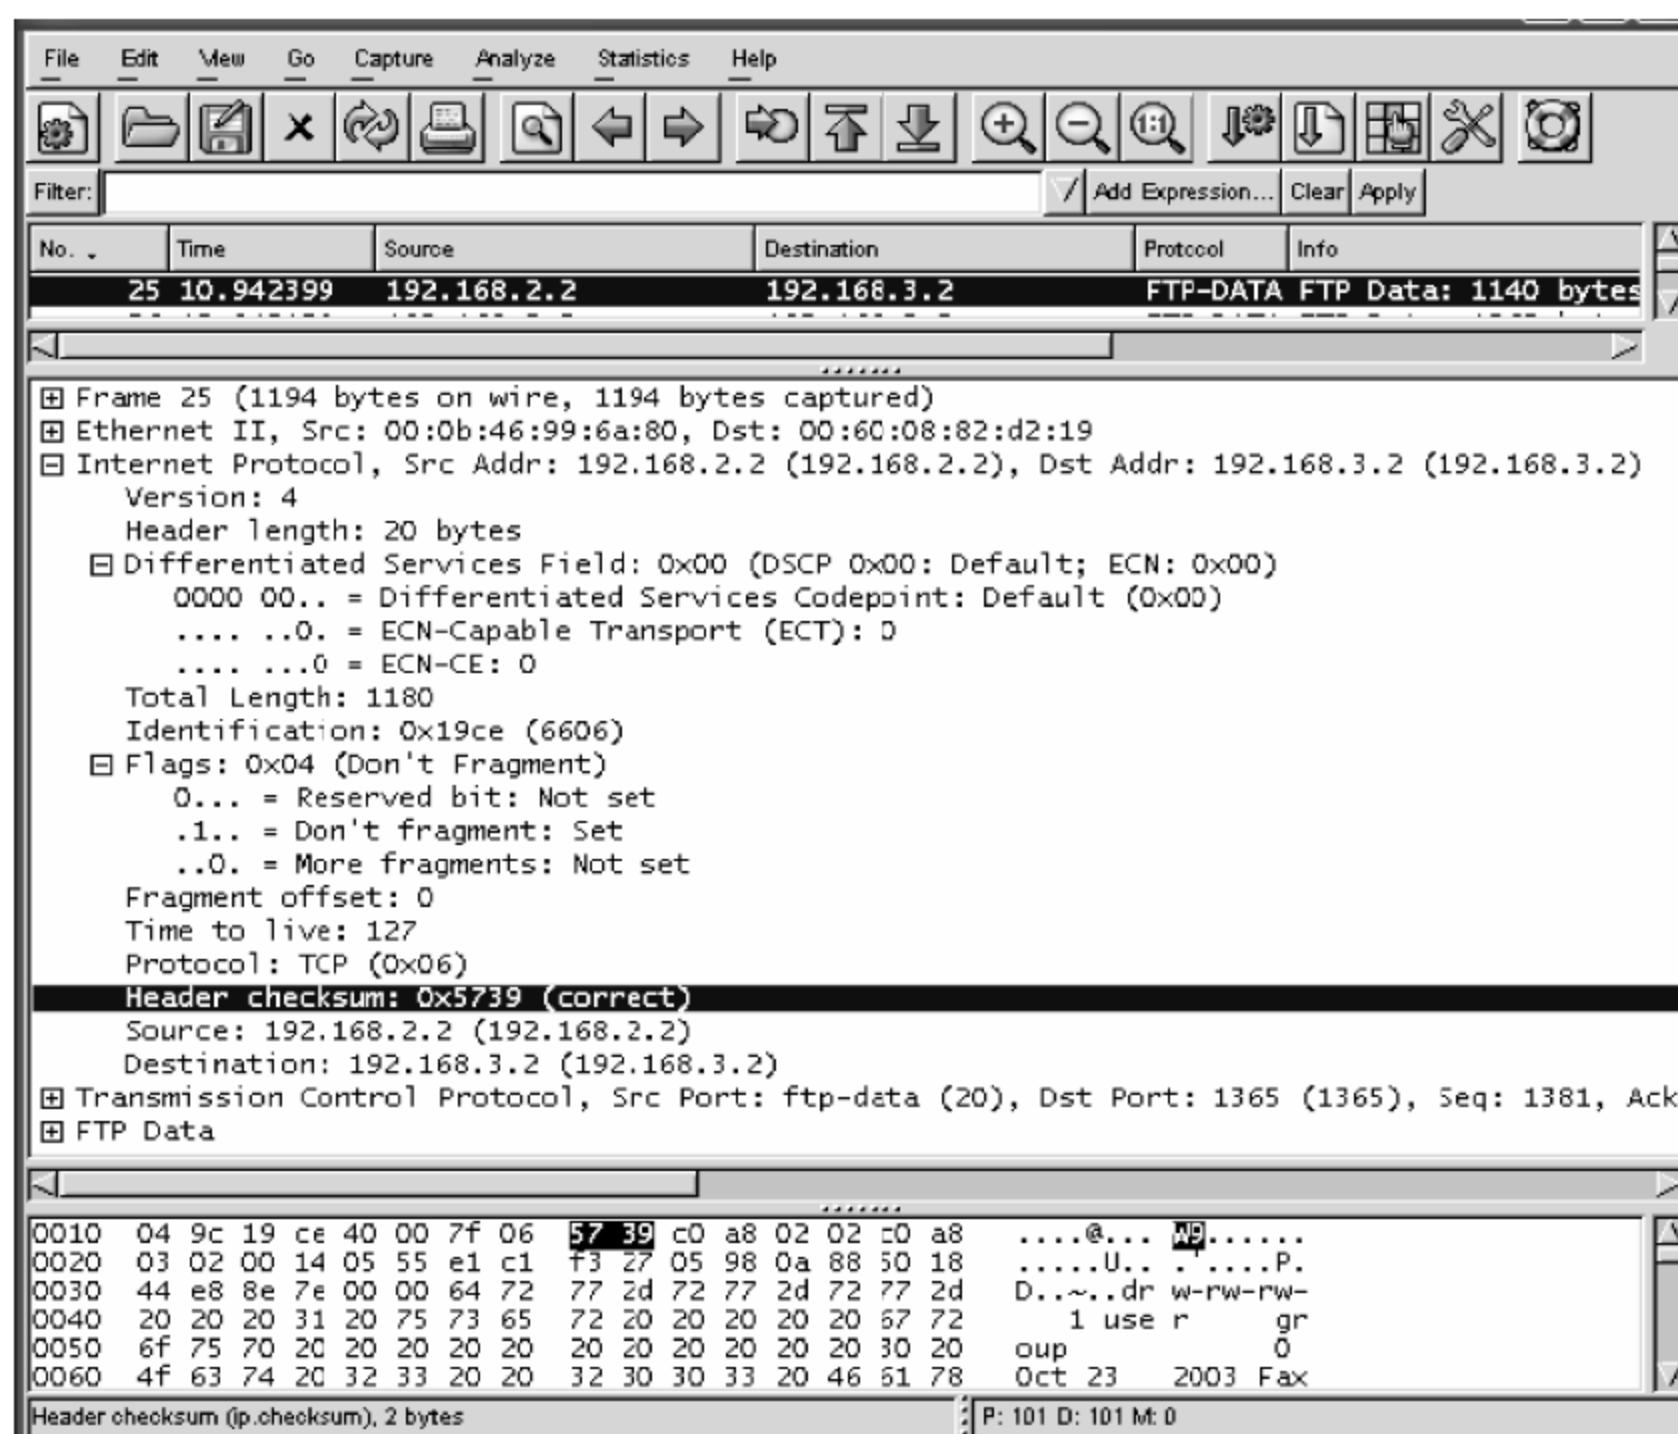 File Edit View Go Capture Analyze Statistics Help
1:1
Filter: Add Expression... Clear Apply
No. . Time Source Destination Protocol Info
25 10.942399 192.168.2.2 192.168.3.2 FTP-DATA FTP Data: 1140 bytes
Frame 25 (1194 bytes on wire, 1194 bytes captured)
Ethernet II, Src: 00:0b:46:99:6a:80, Dst: 00:60:08:82:d2:19
Internet Protocol, Src Addr: 192.168.2.2 (192.168.2.2), Dst Addr: 192.168.3.2 (192.168.3.2)
Version: 4
Header length: 20 bytes
Differentiated Services Field: 0x00 (DSCP 0x00: Default; ECN: 0x00)
0000 00.. = Differentiated Services Codepoint: Default (0x00)
.... ..0. = ECN-Capable Transport (ECT): 0
.... ...0 = ECN-CE: 0
Total Length: 1180
Identification: 0x19ce (6606)
Flags: 0x04 (Don't Fragment)
0... = Reserved bit: Not set
.1.. = Don't fragment: Set
..0. = More fragments: Not set
Fragment offset: 0
Time to live: 127
Protocol: TCP (0x06)
Header checksum: 0x5739 (correct)
Source: 192.168.2.2 (192.168.2.2)
Destination: 192.168.3.2 (192.168.3.2)
Transmission Control Protocol, Src Port: ftp-data (20), Dst Port: 1365 (1365), Seq: 1381, Ack
FTP Data
0010 04 9c 19 ce 40 00 7f 06 57 39 c0 a8 02 02 c0 a8 ....@... W9......
0020 03 02 00 14 05 55 e1 c1 f3 27 05 98 0a 88 50 18 .....U.. .'....P.
0030 44 e8 8e 7e 00 00 64 72 77 2d 72 77 2d 72 77 2d D..~..dr w-rw-rw-
0040 20 20 20 31 20 75 73 65 72 20 20 20 20 20 67 72 1 use r gr
0050 6f 75 70 20 20 20 20 20 20 20 20 20 20 20 30 20 oup 0
0060 4f 63 74 20 32 33 20 20 32 30 30 33 20 46 61 78 Oct 23 2003 Fax
Header checksum (ip.checksum), 2 bytes P: 101 D: 101 M: 0